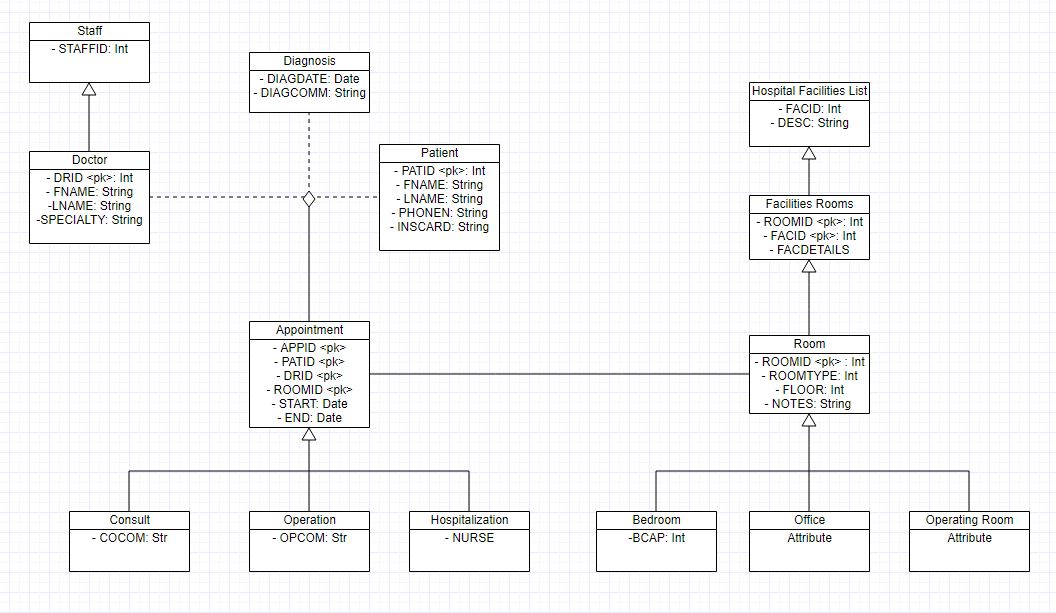 Staff
- STAFFID: Int
Diagnosis
- DIAGDATE: Date
- DIAGCOMM: String
Hospital Facilities List
- FACID: Int
- DESC: String
Doctor
- DRID <pk>: Int
- FNAME: String
-LNAME: String
-SPECIALTY: String
Patient
- PATID <pk>: Int
- FNAME: String
- LNAME: String
- PHONEN: String
- INSCARD: String
Facilities Rooms
- ROOMID <pk>: Int
- FACID <pk>: Int
- FACDETAILS
Appointment
- APPID <pk>
- PATID <pk>
- DRID <pk>
- ROOMID <pk>
- START: Date
- END: Date
Room
- ROOMID <pk> : Int
- ROOMTYPE: Int
- FLOOR: Int
- NOTES: String
Consult
- COCOM: Str
Operation
- OPCOM: Str
Hospitalization
- NURSE
Bedroom
-BCAP: Int
Office
Attribute
Operating Room
Attribute